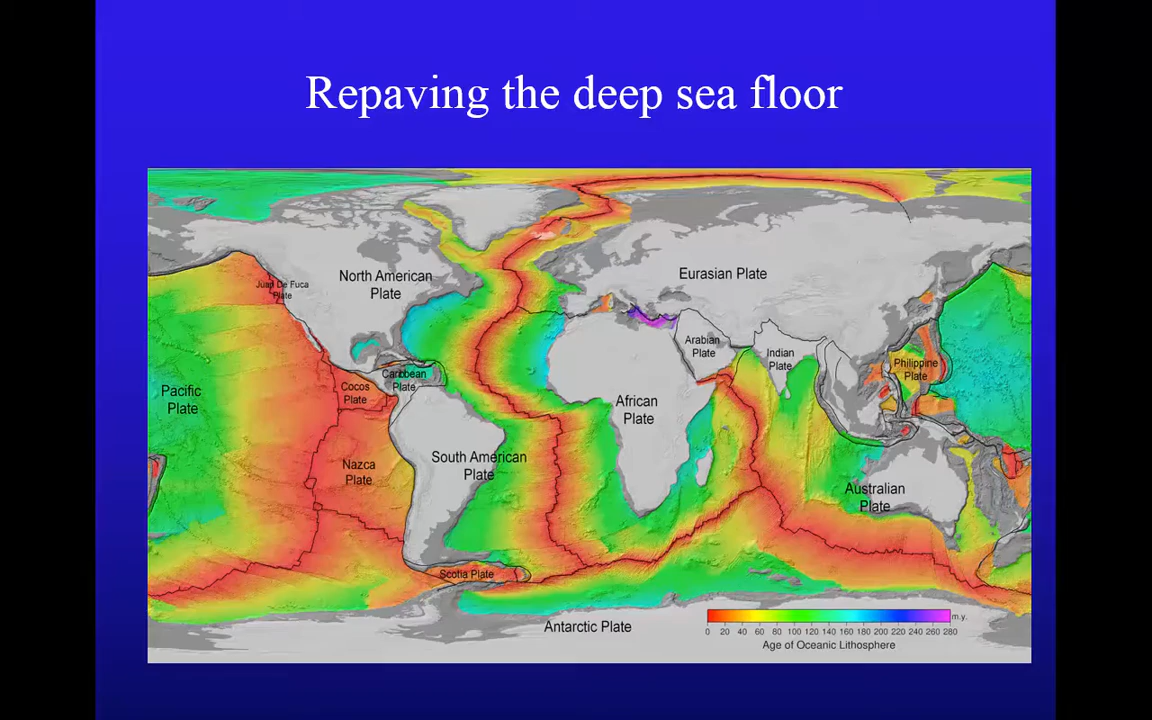 Repaving the deep sea floor
North American
Plate
Eurasian Plate
Juan De Fuca
Plate
Arabian
Plate
Indian
Plate
Philippine
Plate
Caribbean
Plate
Cocos
Plate
Pacific
Plate
African
Plate
South American
Plate
Nazca
Plate
Australian
Plate
Scotia Plate
Antarctic Plate
m.y.
0 20 40 60 80 100 120 140 160 180 200 220 240 260 280
Age of Oceanic Lithosphere